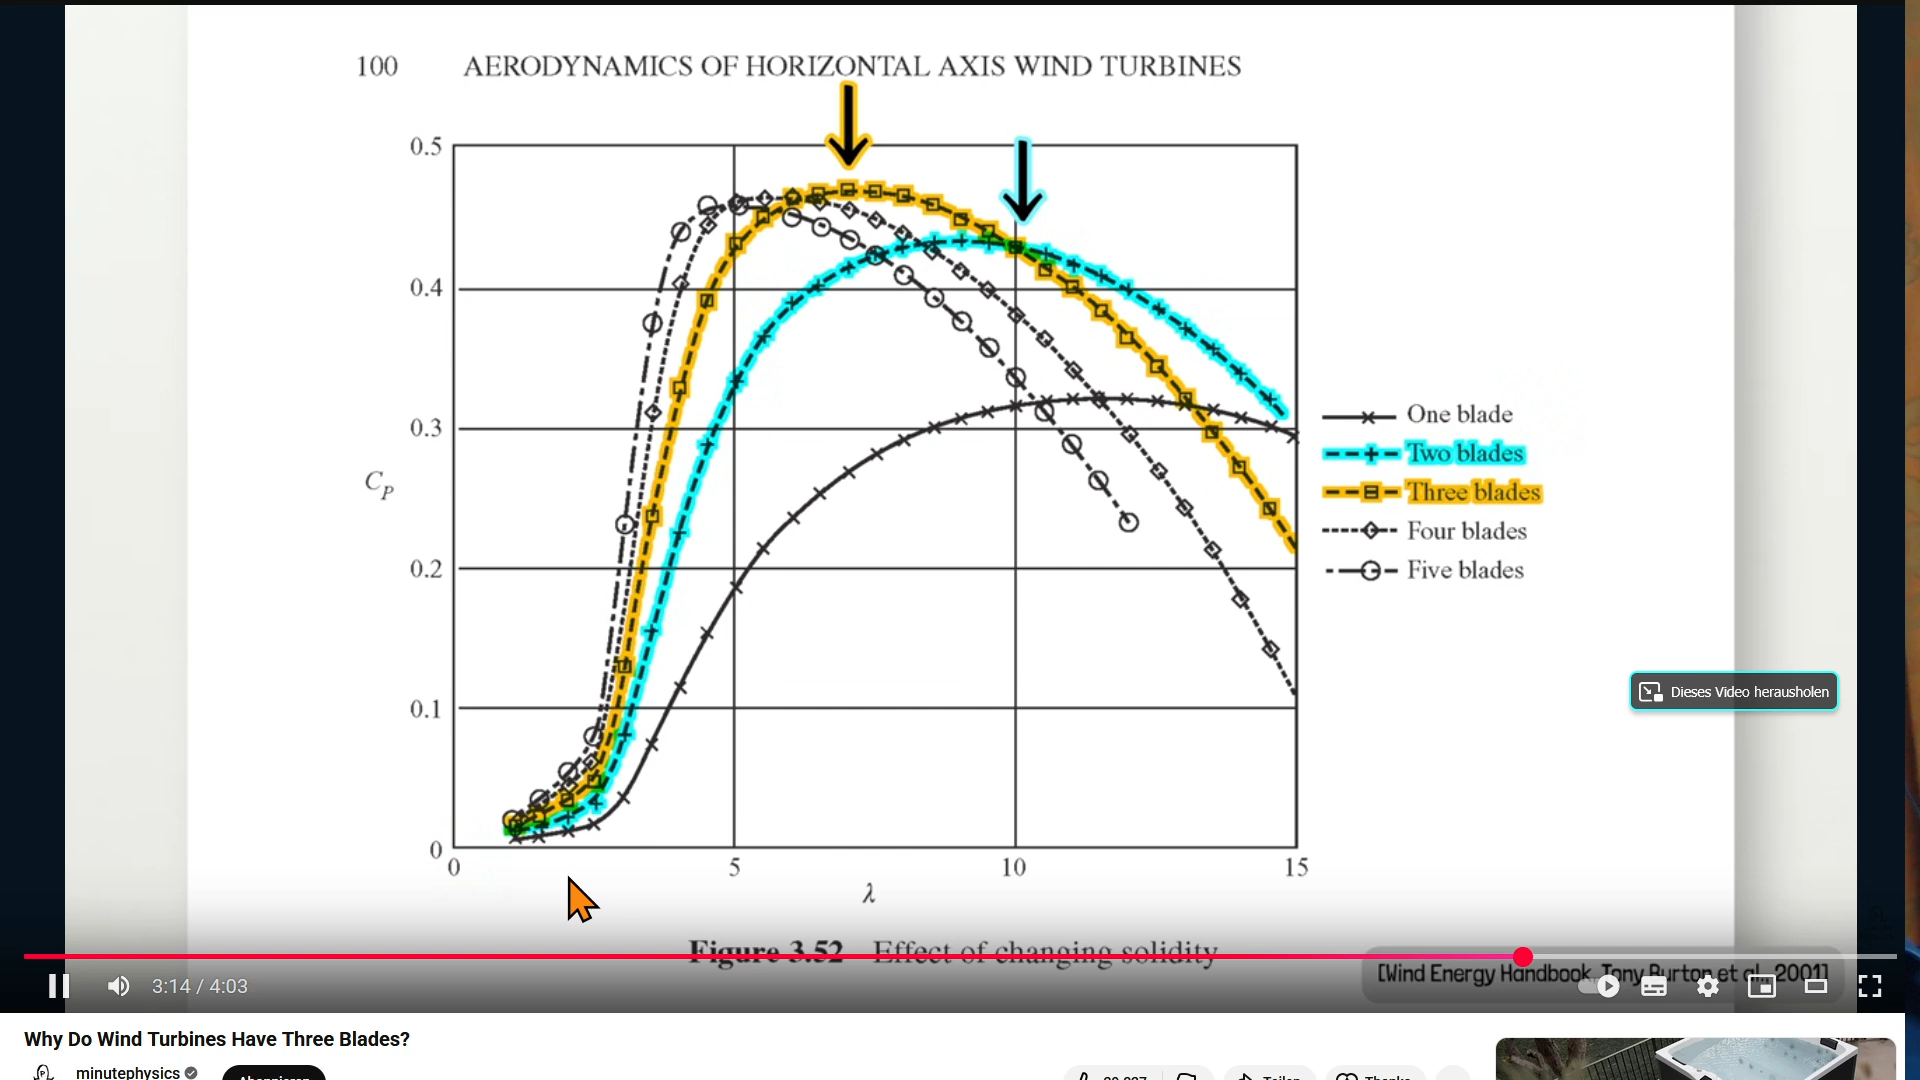 100 AERODYNAMICS OF HORIZONTAL AXIS WIND TURBINES
0.5
0.4
0.3
0.2
0.1
0
C_P
0 5 10 15
λ
One blade
Two blades
Three blades
Four blades
Five blades
Dieses Video herausholen
Figure 3.52 Effect of changing solidity
[Wind Energy Handbook, Tony Burton et al., 2001]
3:14 / 4:03
Why Do Wind Turbines Have Three Blades?
minutephysics
Abonnieren
Teilen
Thanks